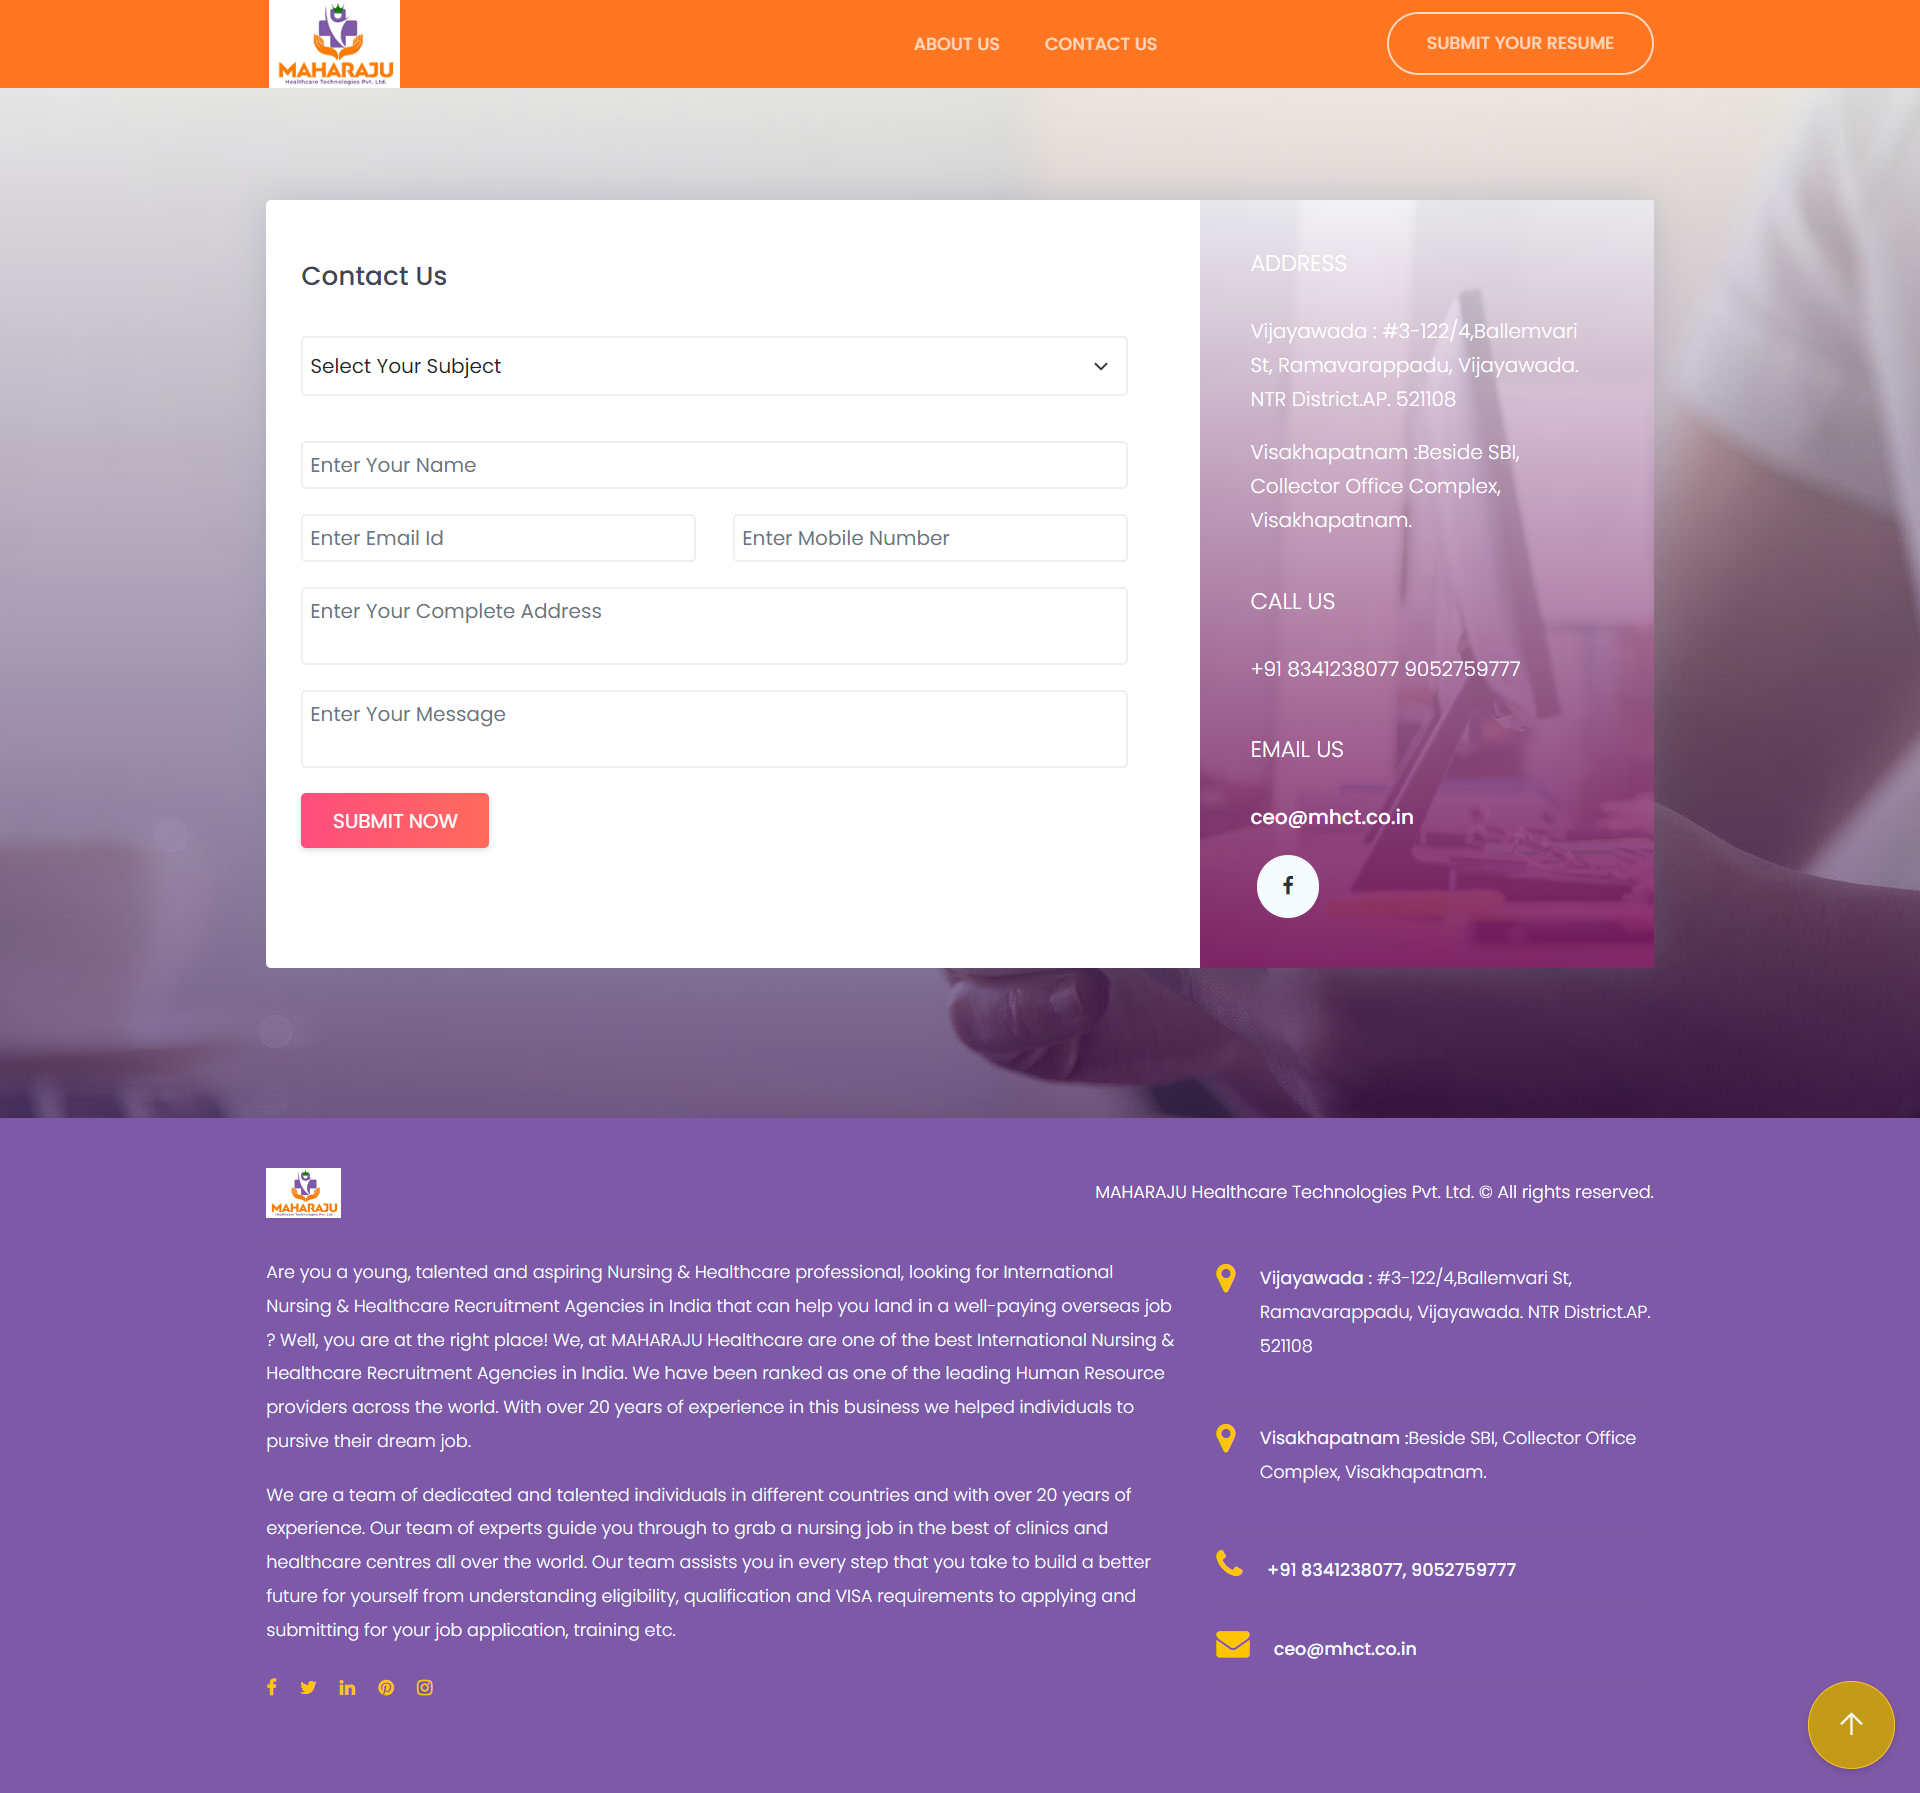 MAHARAJU
Healthcare Technologies Pvt. Ltd.
ABOUT US
CONTACT US
SUBMIT YOUR RESUME
Contact Us
Select Your Subject
Enter Your Name
Enter Email Id
Enter Mobile Number
Enter Your Complete Address
Enter Your Message
SUBMIT NOW
ADDRESS
Vijayawada : #3-122/4,Ballemvari
St, Ramavarappadu, Vijayawada.
NTR District.AP. 521108
Visakhapatnam :Beside SBI,
Collector Office Complex,
Visakhapatnam.
CALL US
+91 8341238077 9052759777
EMAIL US
ceo@mhct.co.in
MAHARAJU
Healthcare Technologies Pvt. Ltd.
MAHARAJU Healthcare Technologies Pvt. Ltd. © All rights reserved.
Are you a young, talented and aspiring Nursing & Healthcare professional, looking for International
Nursing & Healthcare Recruitment Agencies in India that can help you land in a well-paying overseas job
? Well, you are at the right place! We, at MAHARAJU Healthcare are one of the best International Nursing &
Healthcare Recruitment Agencies in India. We have been ranked as one of the leading Human Resource
providers across the world. With over 20 years of experience in this business we helped individuals to
pursive their dream job.
We are a team of dedicated and talented individuals in different countries and with over 20 years of
experience. Our team of experts guide you through to grab a nursing job in the best of clinics and
healthcare centres all over the world. Our team assists you in every step that you take to build a better
future for yourself from understanding eligibility, qualification and VISA requirements to applying and
submitting for your job application, training etc.
Vijayawada : #3-122/4,Ballemvari St,
Ramavarappadu, Vijayawada. NTR District.AP.
521108
Visakhapatnam :Beside SBI, Collector Office
Complex, Visakhapatnam.
+91 8341238077, 9052759777
ceo@mhct.co.in